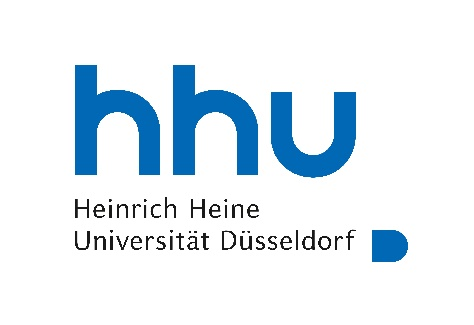 hhu
Heinrich Heine
Universität Düsseldorf